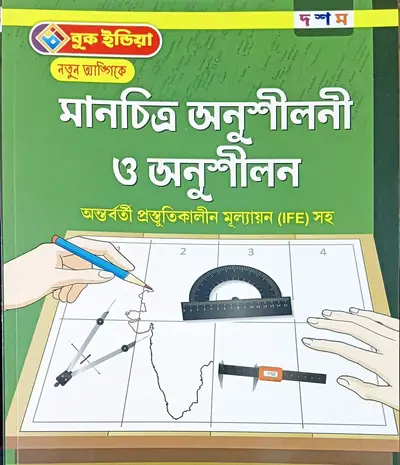 বুক ইন্ডিয়া
দশম
নতুন আঙ্গিকে
মানচিত্র অনুশীলনী
ও অনুশীলন
অন্তর্বর্তী প্রস্তুতিকালীন মূল্যায়ন (IFE) সহ
1 2 3 4